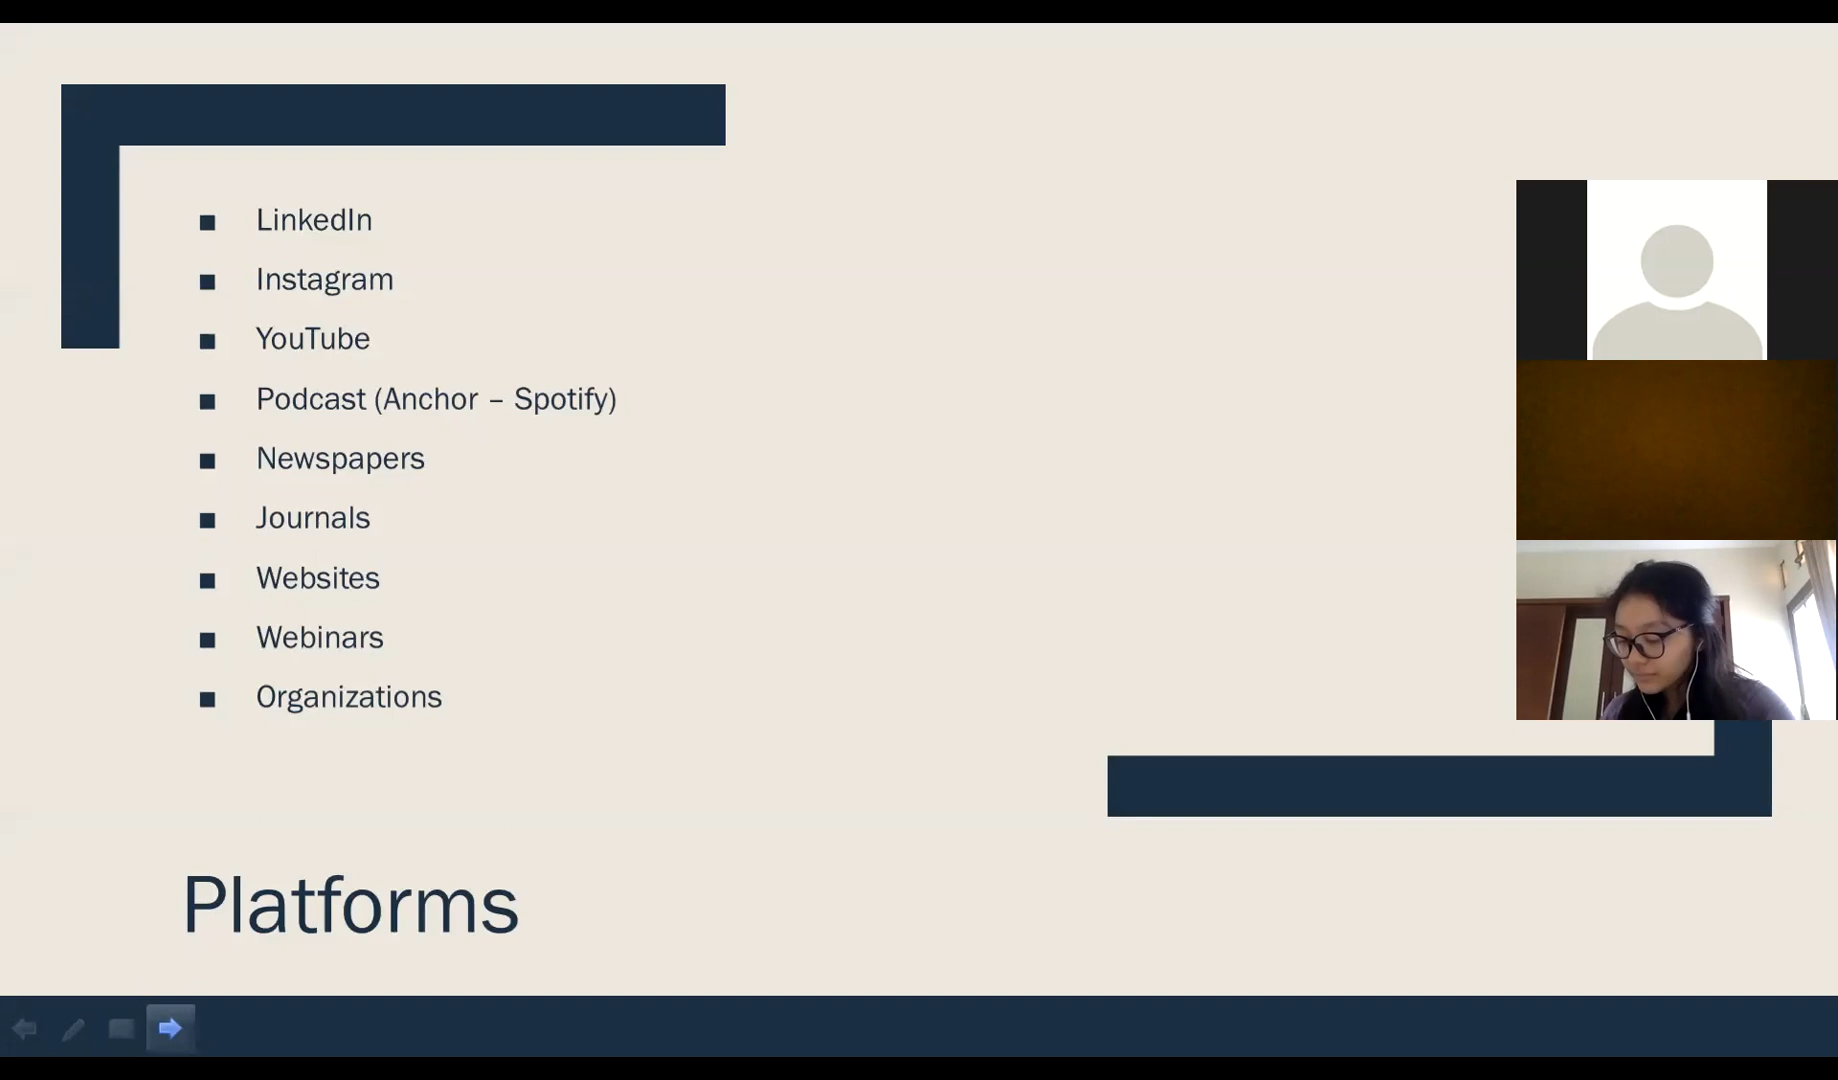 LinkedIn
Instagram
YouTube
Podcast (Anchor – Spotify)
Newspapers
Journals
Websites
Webinars
Organizations
Platforms